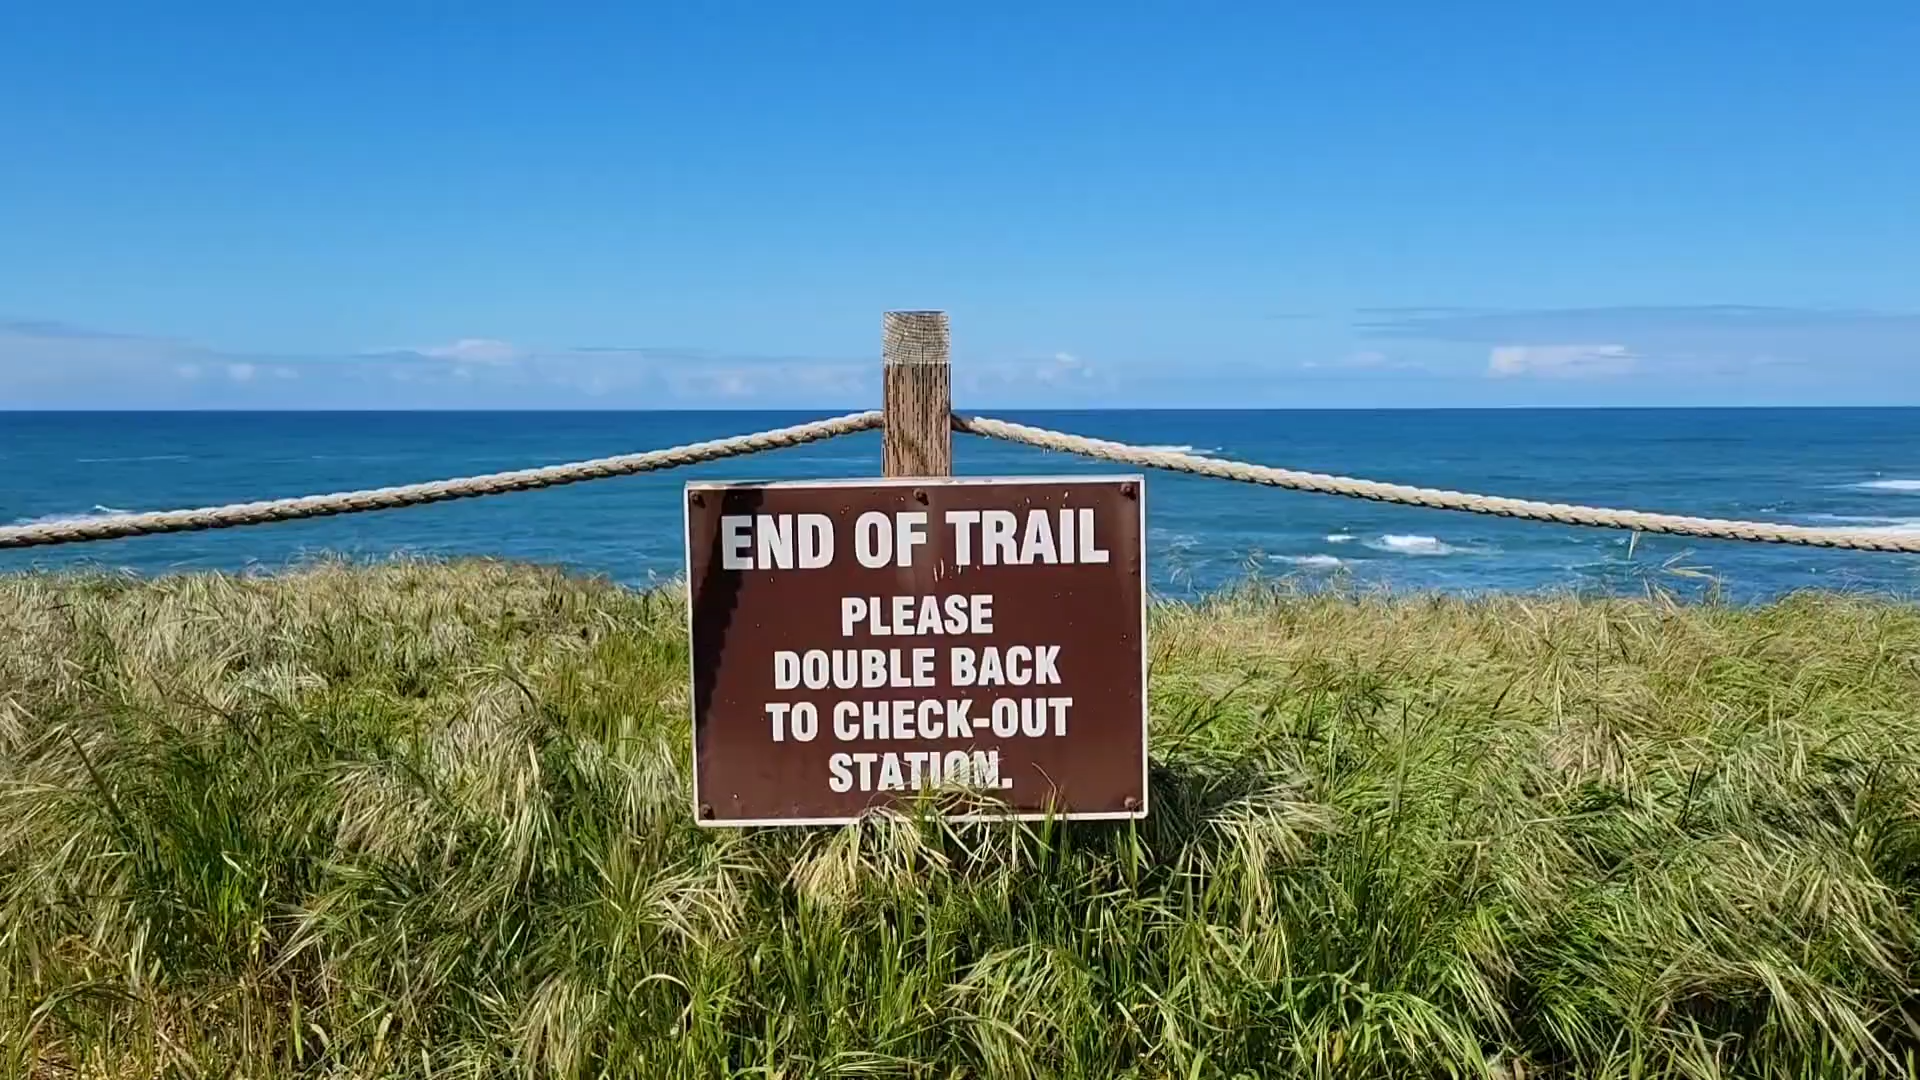 END OF TRAIL
PLEASE
DOUBLE BACK
TO CHECK-OUT
STATION.